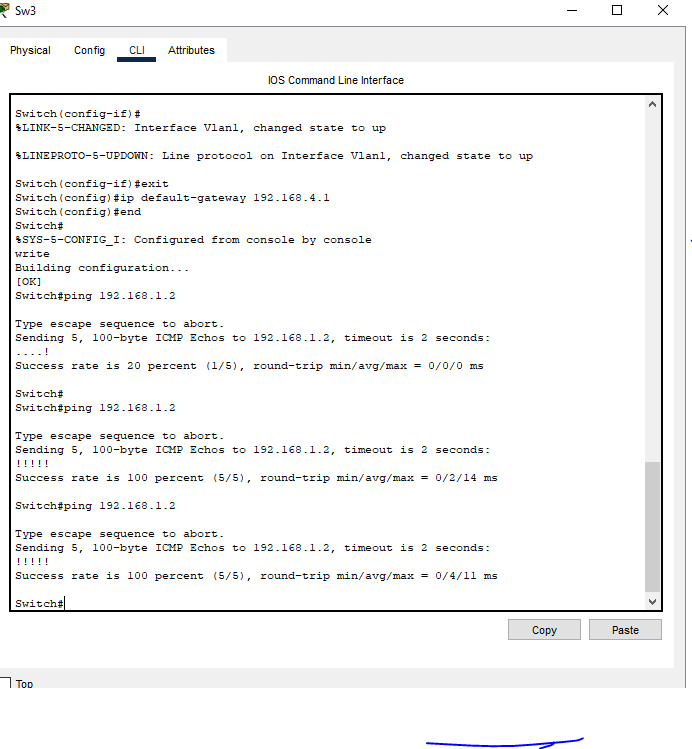 Sw3
Physical Config CLI Attributes
IOS Command Line Interface
Switch(config-if)#
%LINK-5-CHANGED: Interface Vlan1, changed state to up
%LINEPROTO-5-UPDOWN: Line protocol on Interface Vlan1, changed state to up
Switch(config-if)#exit
Switch(config)#ip default-gateway 192.168.4.1
Switch(config)#end
Switch#
%SYS-5-CONFIG_I: Configured from console by console
write
Building configuration...
[OK]
Switch#ping 192.168.1.2
Type escape sequence to abort.
Sending 5, 100-byte ICMP Echos to 192.168.1.2, timeout is 2 seconds:
....!
Success rate is 20 percent (1/5), round-trip min/avg/max = 0/0/0 ms
Switch#
Switch#ping 192.168.1.2
Type escape sequence to abort.
Sending 5, 100-byte ICMP Echos to 192.168.1.2, timeout is 2 seconds:
!!!!!
Success rate is 100 percent (5/5), round-trip min/avg/max = 0/2/14 ms
Switch#ping 192.168.1.2
Type escape sequence to abort.
Sending 5, 100-byte ICMP Echos to 192.168.1.2, timeout is 2 seconds:
!!!!!
Success rate is 100 percent (5/5), round-trip min/avg/max = 0/4/11 ms
Switch#
Copy Paste
Top